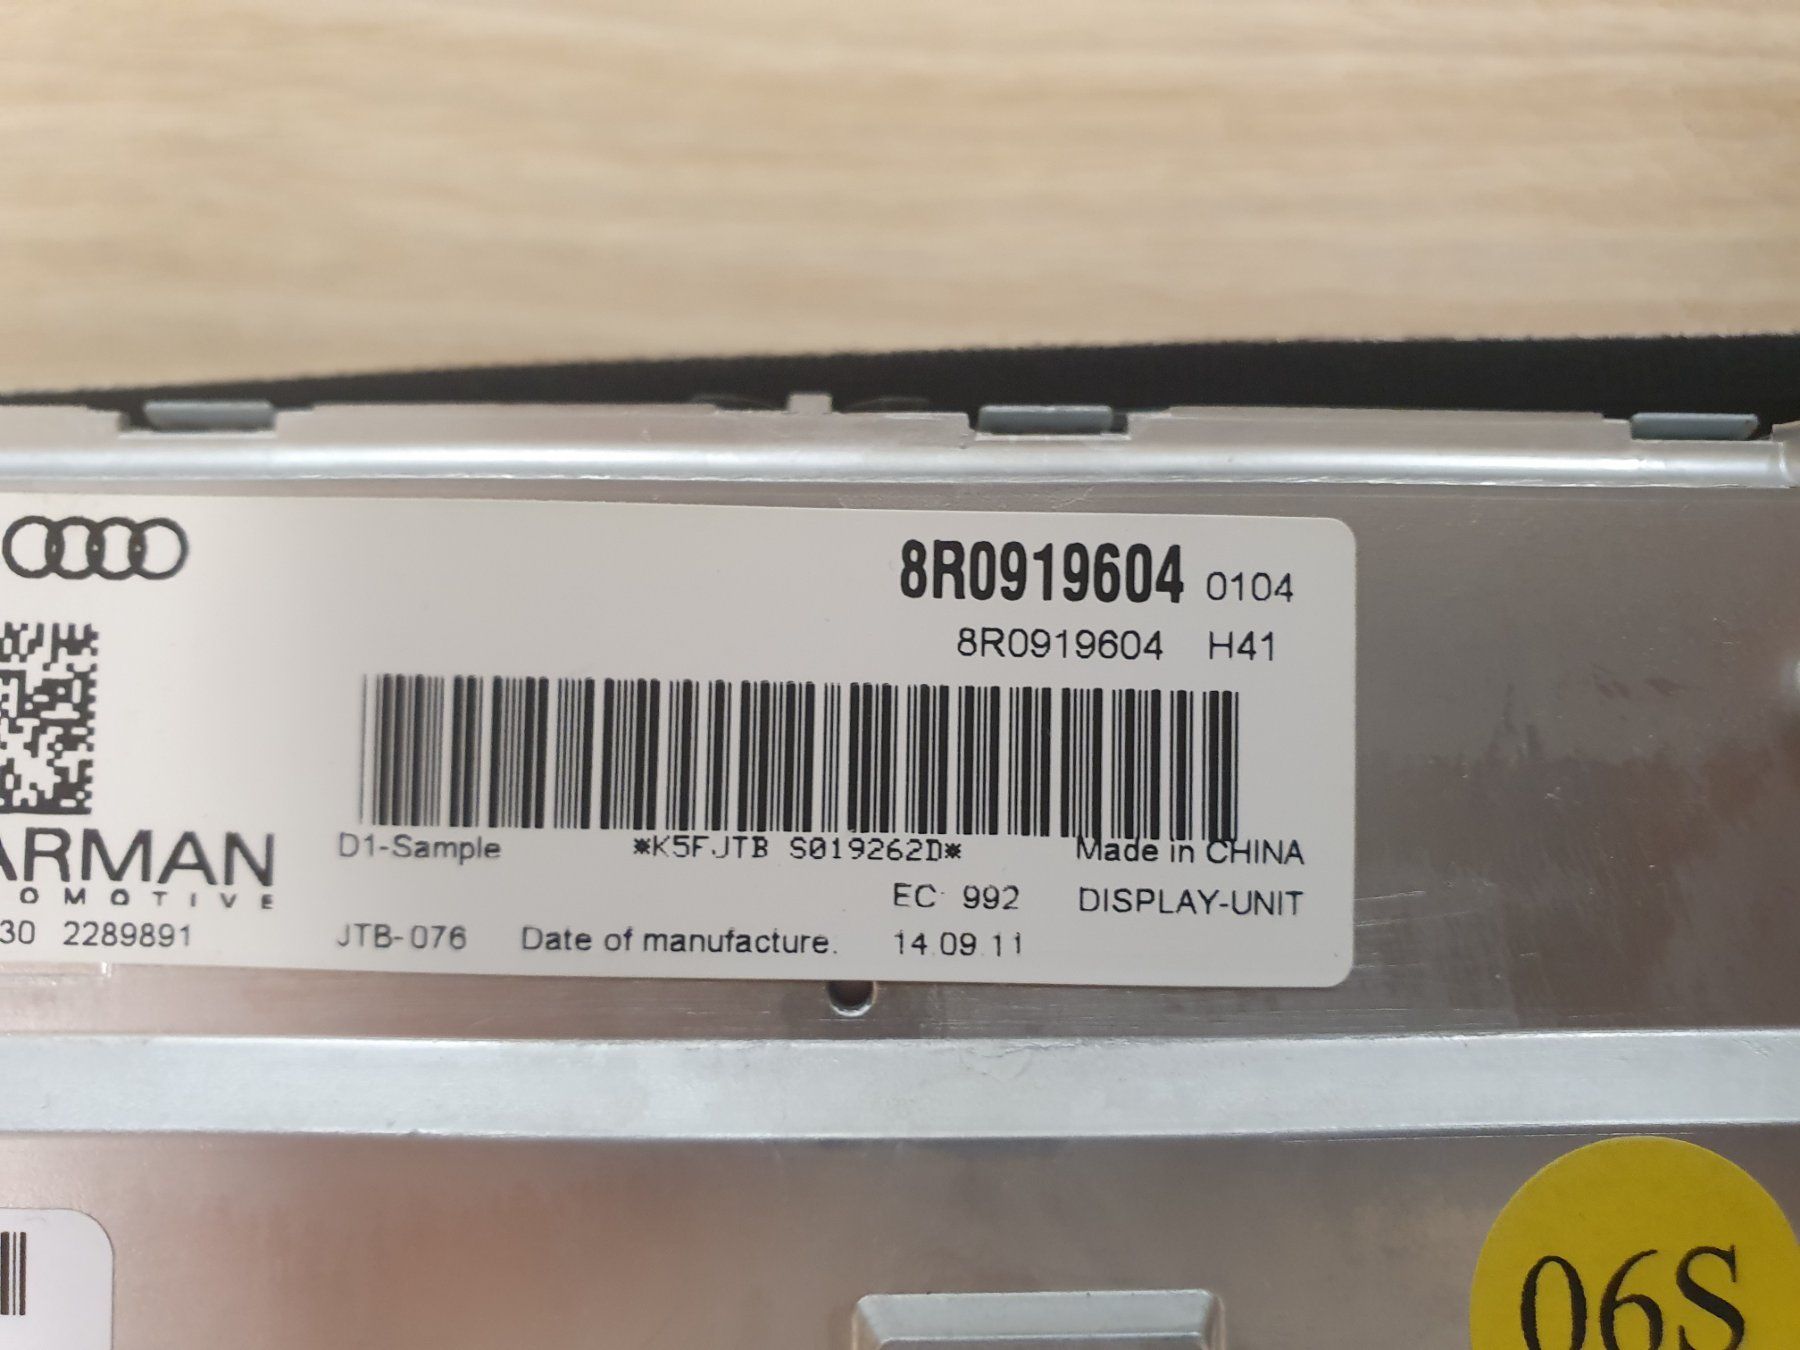 8R0919604 0104
8R0919604 H41
ARMAN
OMOTIVE
D1-Sample *K5FJTB S019262D* Made in CHINA
EC 992 DISPLAY-UNIT
30 2289891 JTB-076 Date of manufacture. 14.09.11
06S